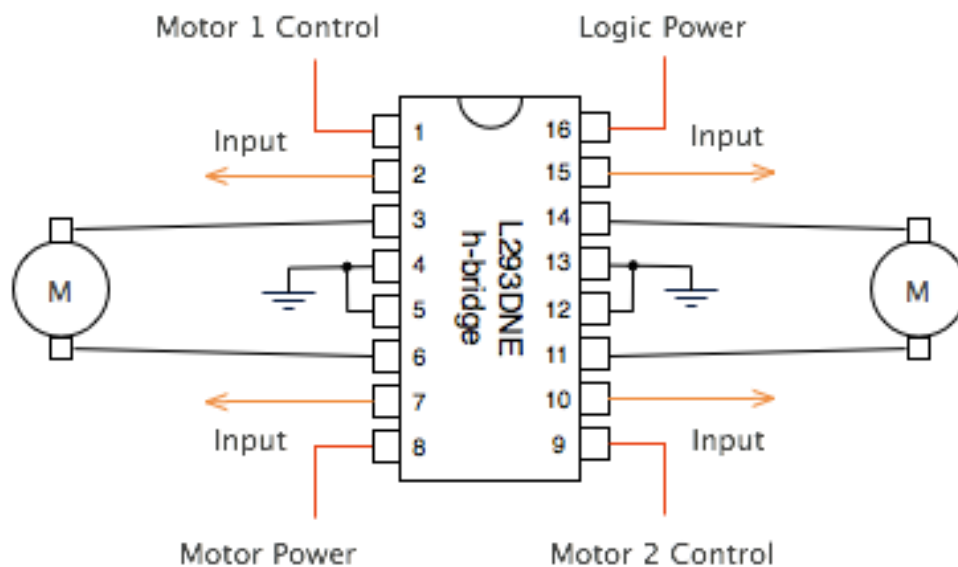 Motor 1 Control
Logic Power
Input
Input
1
16
2
15
3
14
4
13
5
12
6
11
7
10
8
9
L293DNE
h-bridge
M
M
Input
Input
Motor Power
Motor 2 Control